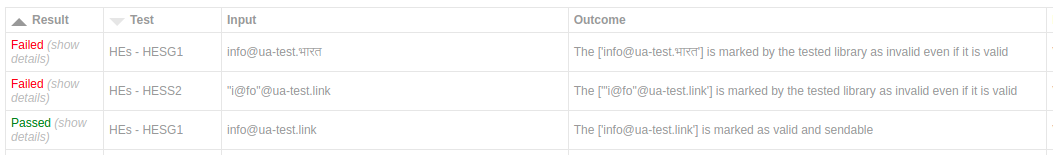 Result Test Input Outcome
Failed (show details) HEs - HESG1 info@ua-test.भारत The ['info@ua-test.भारत'] is marked by the tested library as invalid even if it is valid
Failed (show details) HEs - HESS2 "i@fo"@ua-test.link The ['"i@fo"@ua-test.link'] is marked by the tested library as invalid even if it is valid
Passed (show details) HEs - HESG1 info@ua-test.link The ['info@ua-test.link'] is marked as valid and sendable